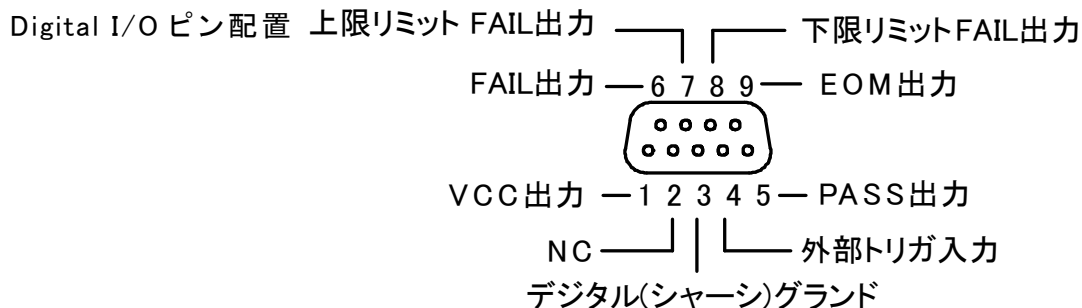 Digital I/O ピン配置 上限リミット FAIL出力 下限リミットFAIL出力
FAIL出力 6 7 8 9 EOM出力
VCC出力 1 2 3 4 5 PASS出力
NC 外部トリガ入力
デジタル(シャーシ)グランド